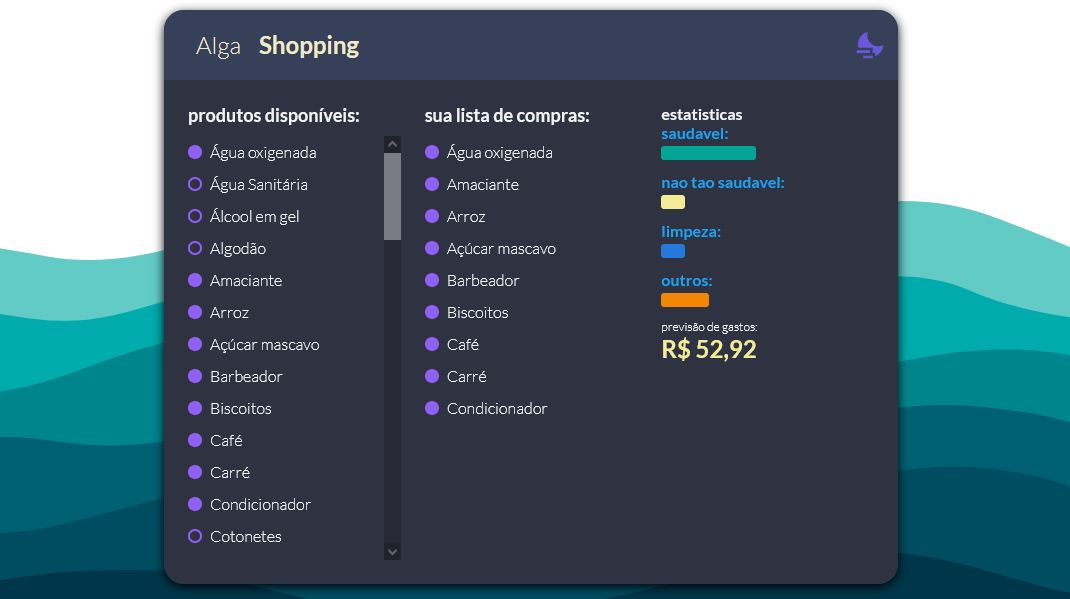 Alga Shopping
produtos disponíveis:
Água oxigenada
Água Sanitária
Álcool em gel
Algodão
Amaciante
Arroz
Açúcar mascavo
Barbeador
Biscoitos
Café
Carré
Condicionador
Cotonetes
sua lista de compras:
Água oxigenada
Amaciante
Arroz
Açúcar mascavo
Barbeador
Biscoitos
Café
Carré
Condicionador
estatisticas
saudavel:
nao tao saudavel:
limpeza:
outros:
previsão de gastos:
R$ 52,92